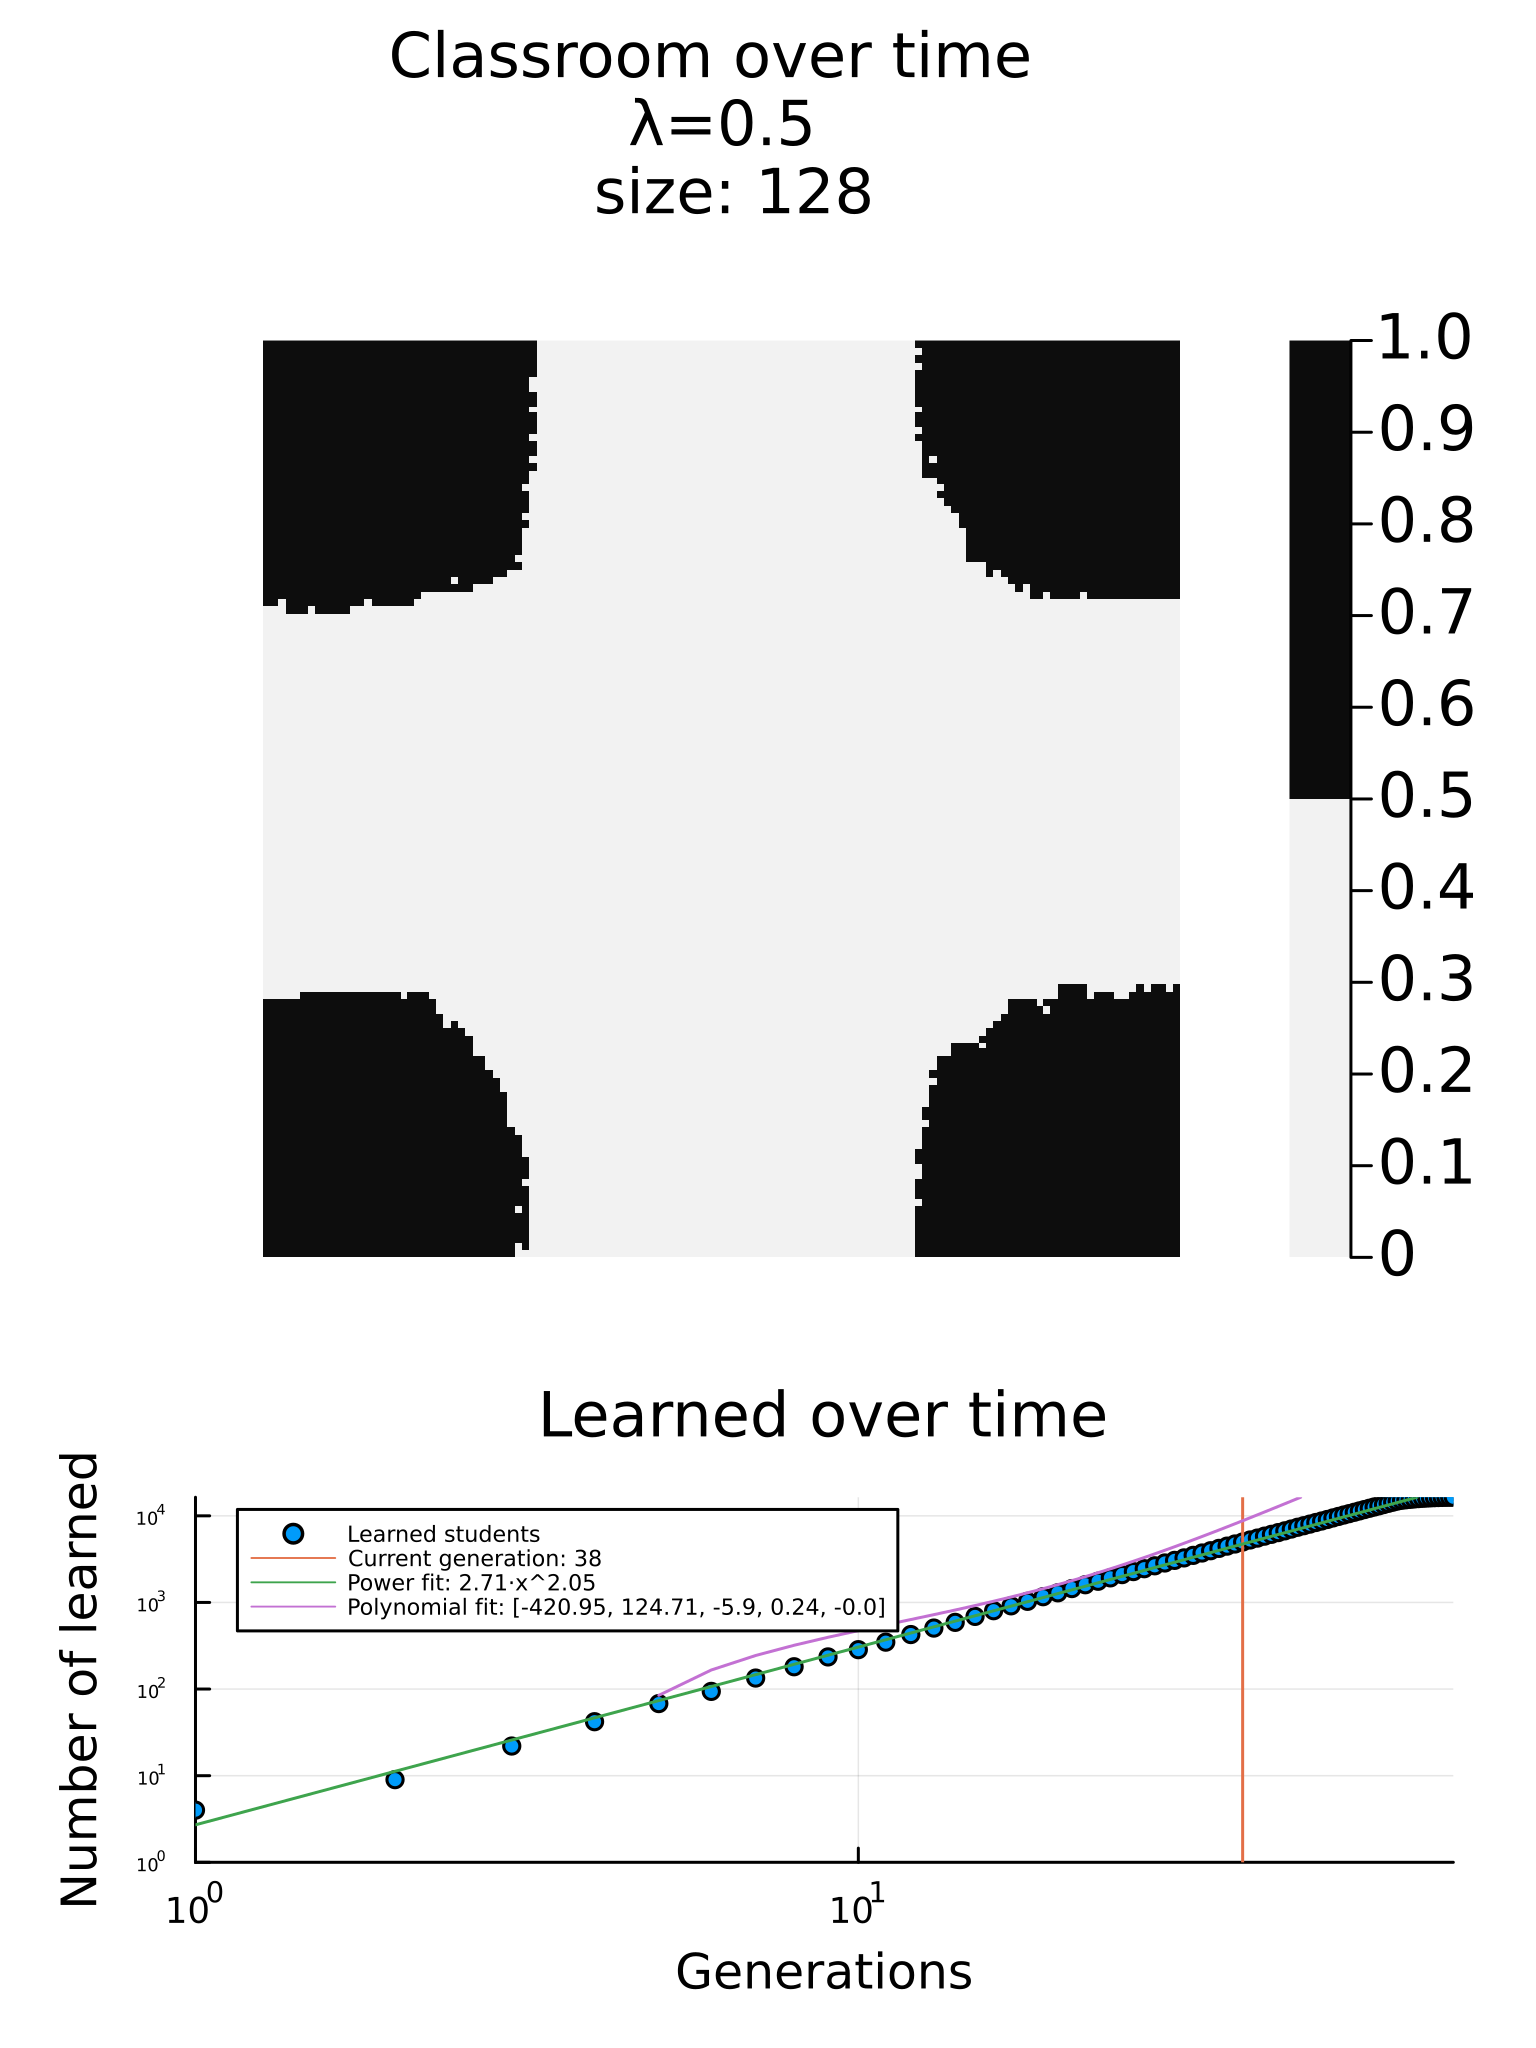 Classroom over time
λ=0.5
size: 128
1.0
0.9
0.8
0.7
0.6
0.5
0.4
0.3
0.2
0.1
0
Learned over time
Number of learned
10^4
10^3
10^2
10^1
10^0
Learned students
Current generation: 38
Power fit: 2.71·x^2.05
Polynomial fit: [-420.95, 124.71, -5.9, 0.24, -0.0]
10^0
10^1
Generations